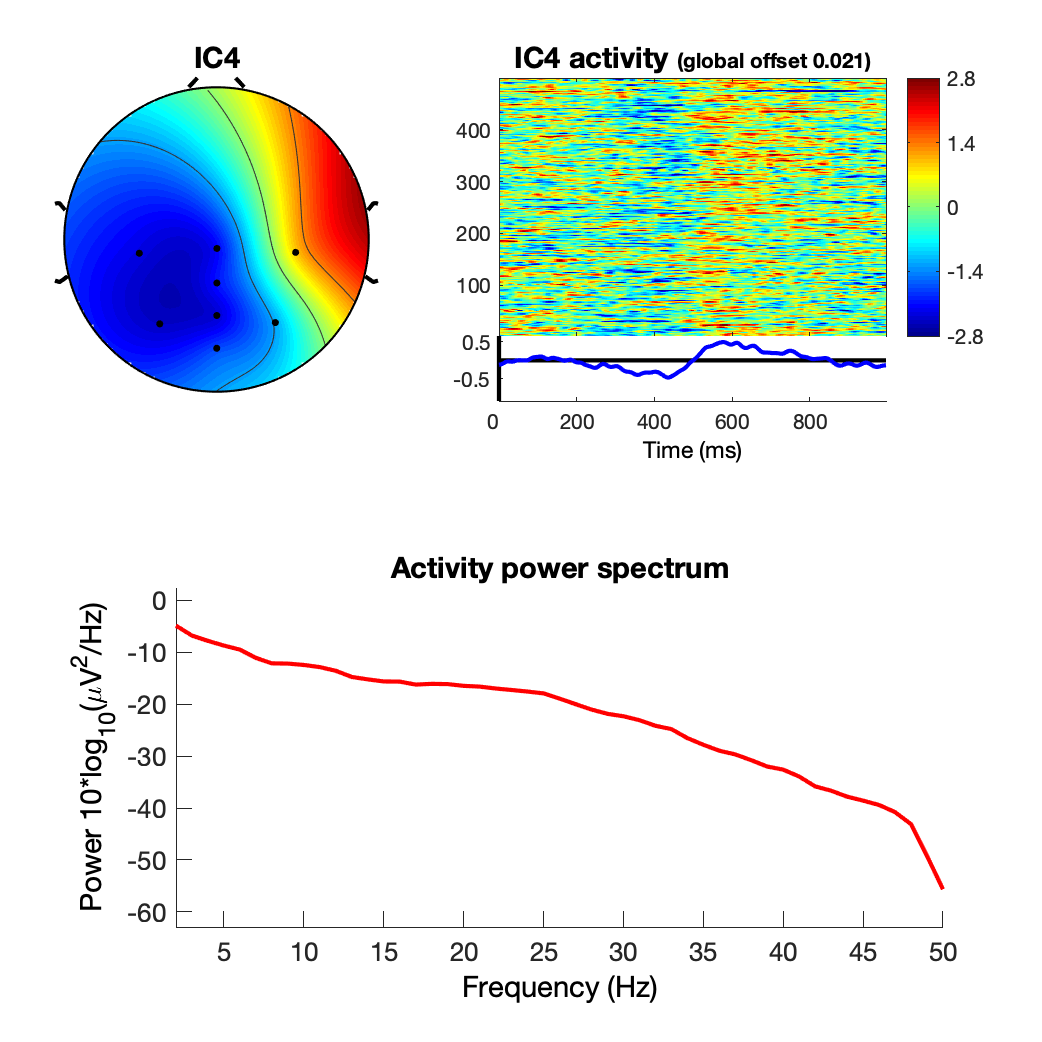 IC4
IC4 activity (global offset 0.021)
400
300
200
100
2.8
1.4
0
-1.4
-2.8
0.5
-0.5
0 200 400 600 800
Time (ms)
Activity power spectrum
0
-10
-20
-30
-40
-50
-60
Power 10*log10(μV2/Hz)
5 10 15 20 25 30 35 40 45 50
Frequency (Hz)